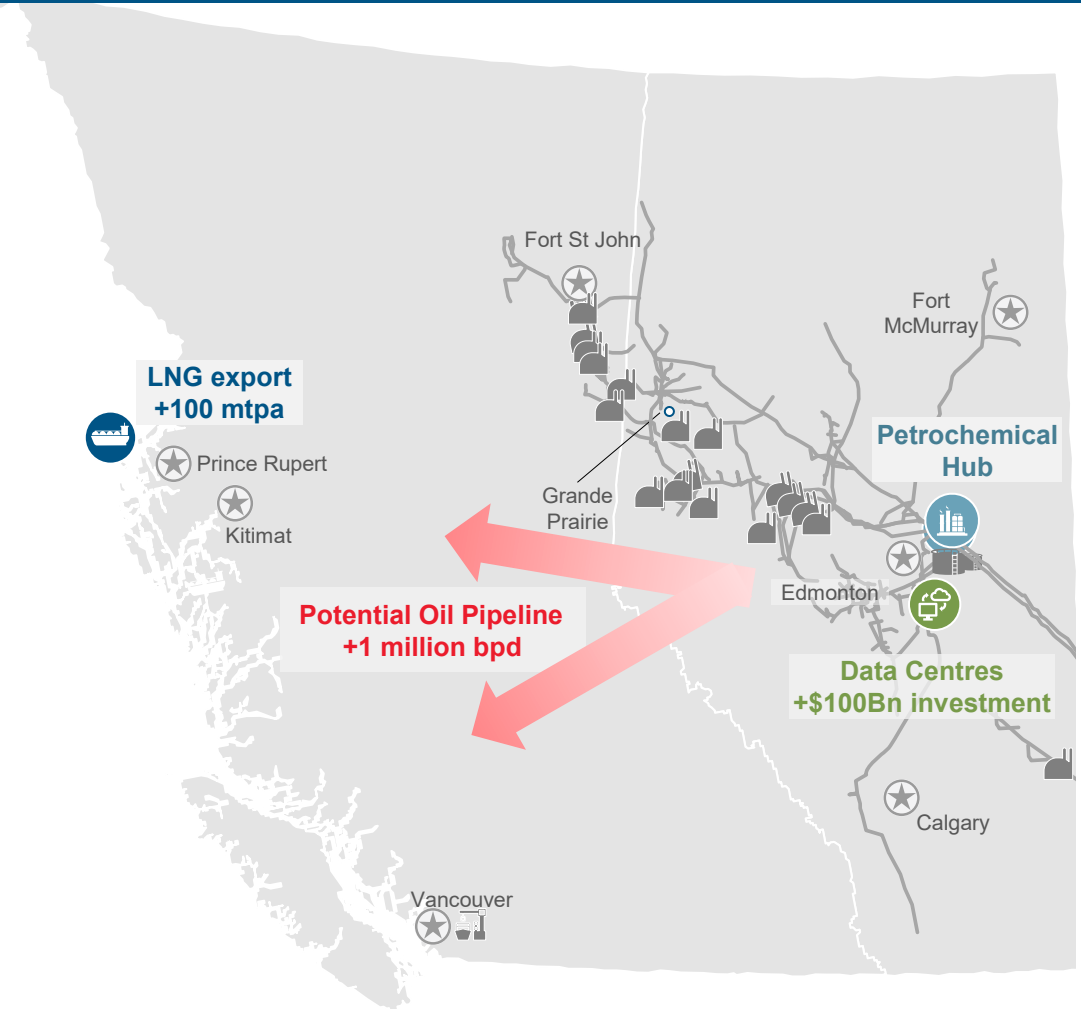 Fort St John
Fort
McMurray
LNG export
+100 mtpa
Petrochemical
Hub
Prince Rupert
Grande
Prairie
Kitimat
Edmonton
Potential Oil Pipeline
+1 million bpd
Data Centres
+$100Bn investment
Calgary
Vancouver